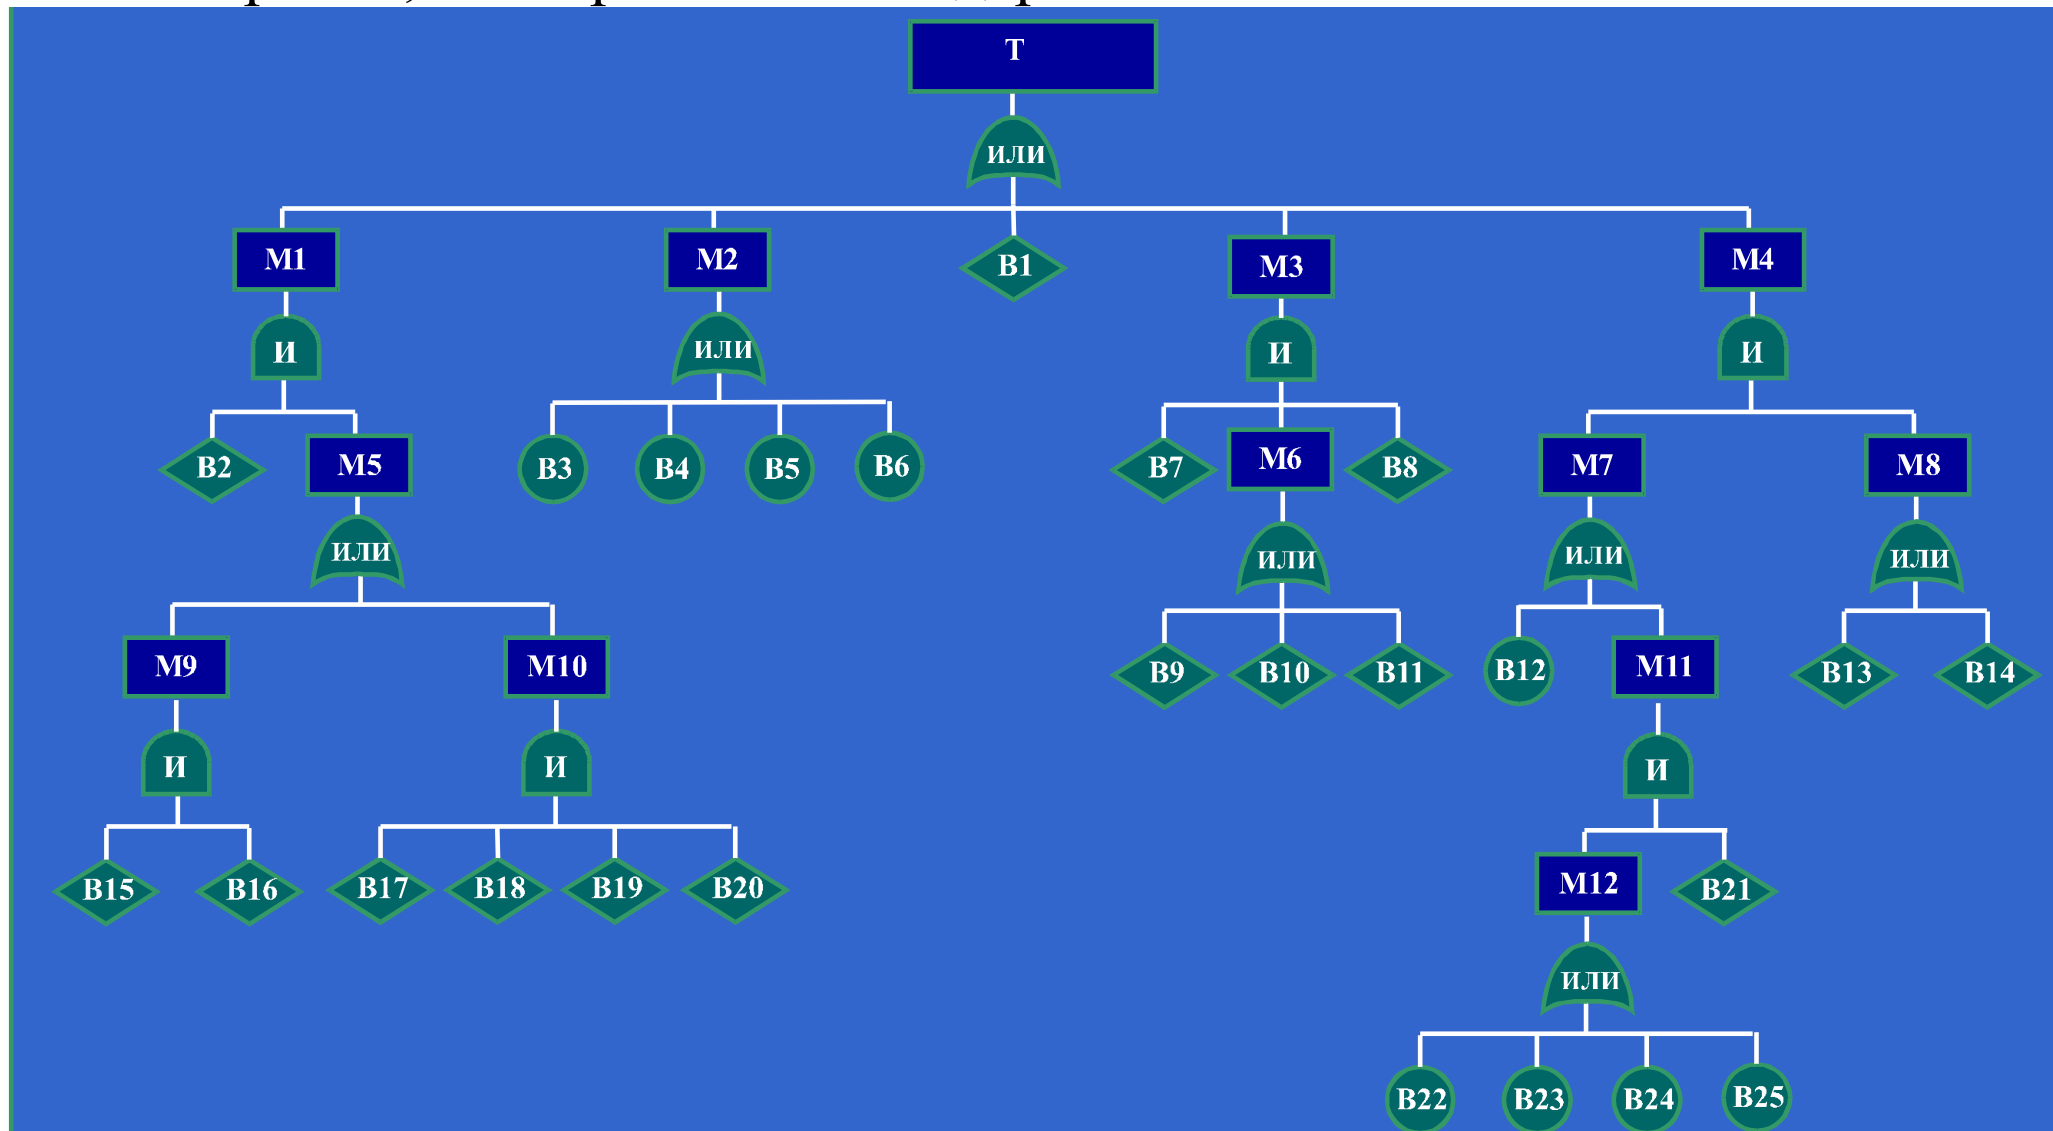 Т
ИЛИ
М1 М2 В1 М3 М4
И ИЛИ И И
В2 М5 В3 В4 В5 В6 В7 М6 В8 М7 М8
ИЛИ ИЛИ ИЛИ ИЛИ
М9 М10 В9 В10 В11 В12 М11 В13 В14
И И И
В15 В16 В17 В18 В19 В20 М12 В21
ИЛИ
В22 В23 В24 В25